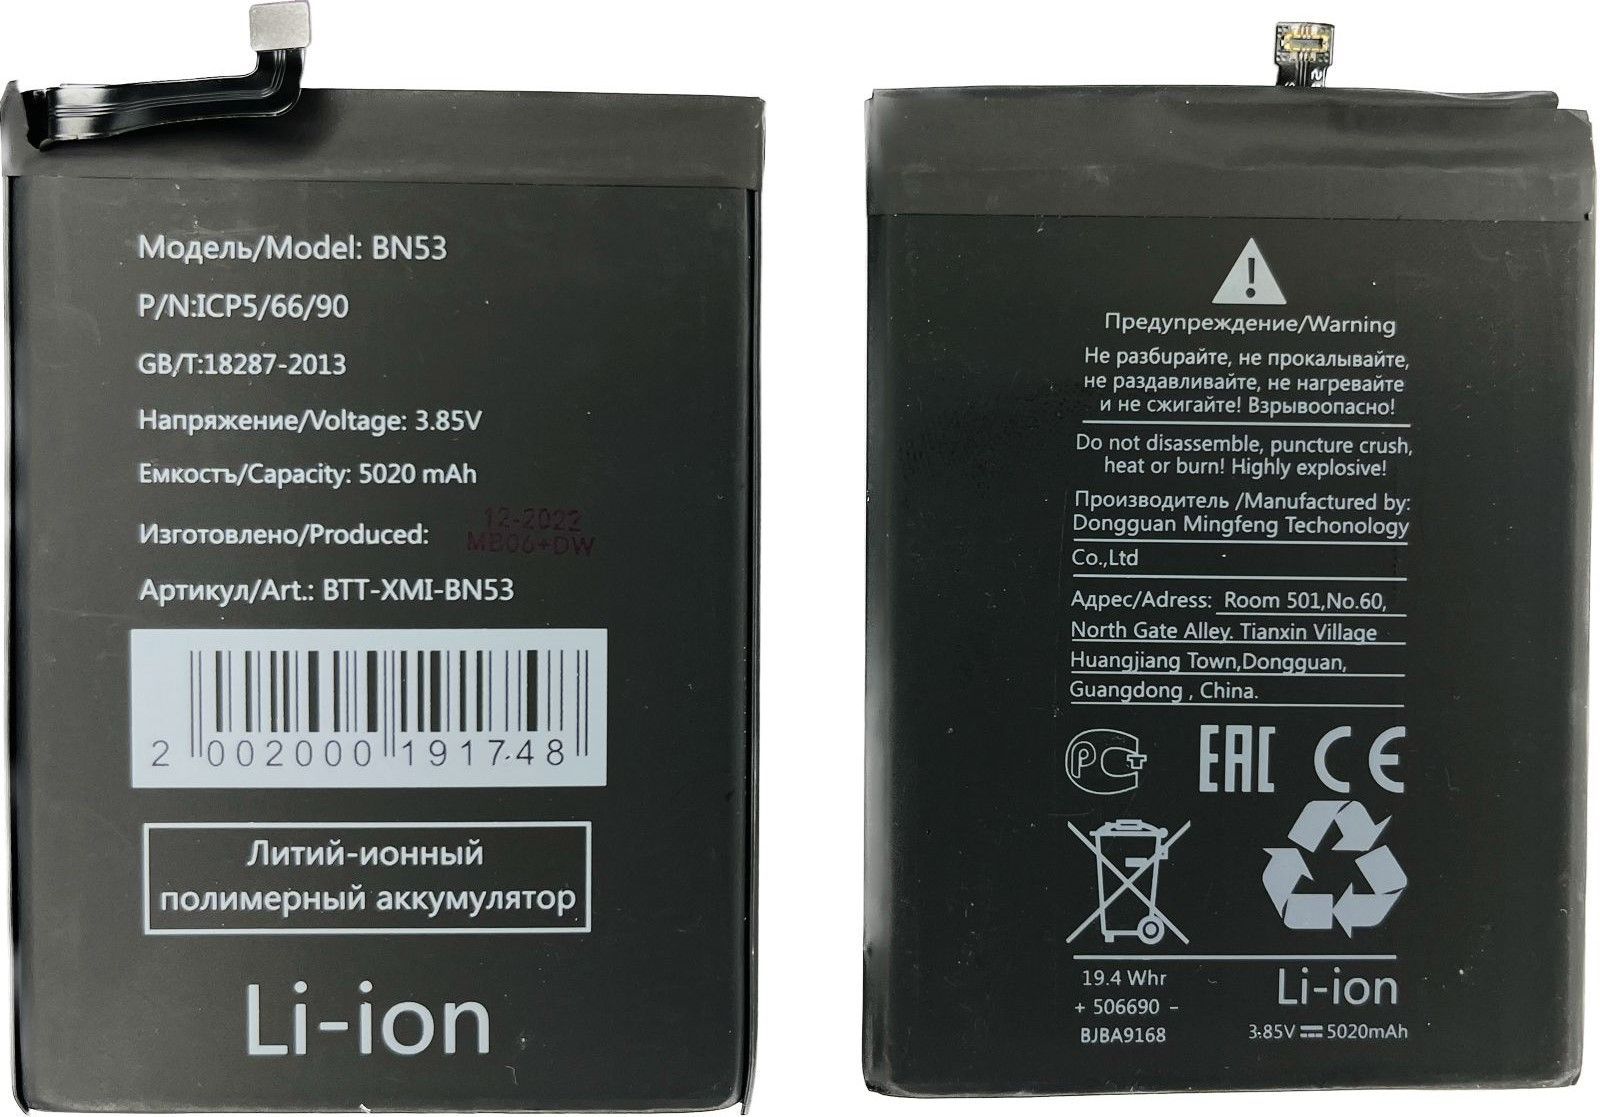 Модель/Model: BN53
P/N:ICP5/66/90
GB/T:18287-2013
Напряжение/Voltage: 3.85V
Емкость/Capacity: 5020 mAh
Изготовлено/Produced: 12-2022
MB06+DW
Артикул/Art.: BTT-XMI-BN53
2 002000 191748
Литий-ионный
полимерный аккумулятор
Li-ion
Предупреждение/Warning
Не разбирайте, не прокалывайте,
не раздавливайте, не нагревайте
и не сжигайте! Взрывоопасно!
Do not disassemble, puncture crush,
heat or burn! Highly explosive!
Производитель /Manufactured by:
Dongguan Mingfeng Techonology
Co.,Ltd
Адрес/Adress: Room 501,No.60,
North Gate Alley. Tianxin Village
Huangjiang Town,Dongguan,
Guangdong , China.
РСТ EAC CE
19.4 Whr
+ 506690 -
BJBA9168
Li-ion
3.85V 5020mAh